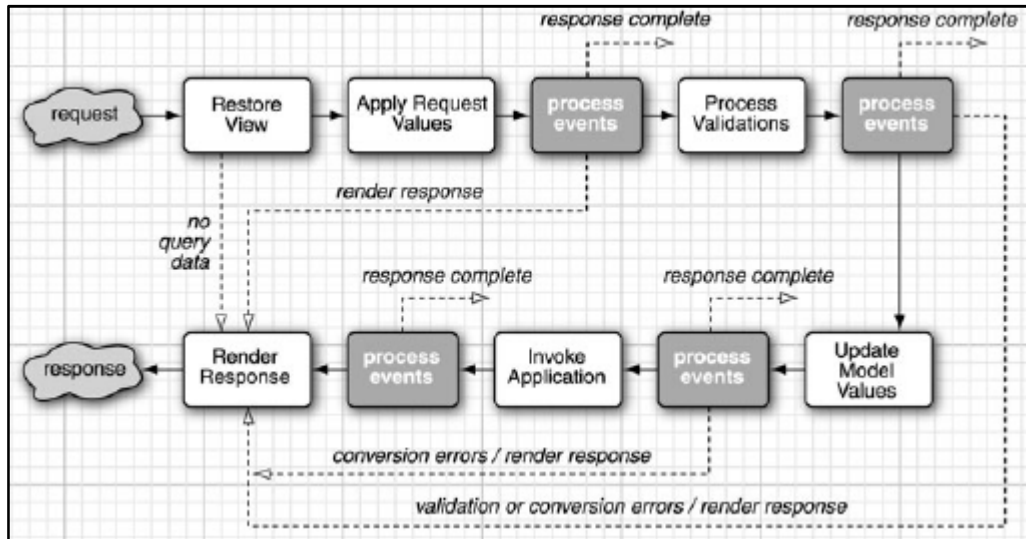 response complete
response complete
request
Restore
View
Apply Request
Values
process
events
Process
Validations
process
events
render response
no
query
data
response complete
response complete
response
Render
Response
process
events
Invoke
Application
process
events
Update
Model
Values
conversion errors / render response
validation or conversion errors / render response